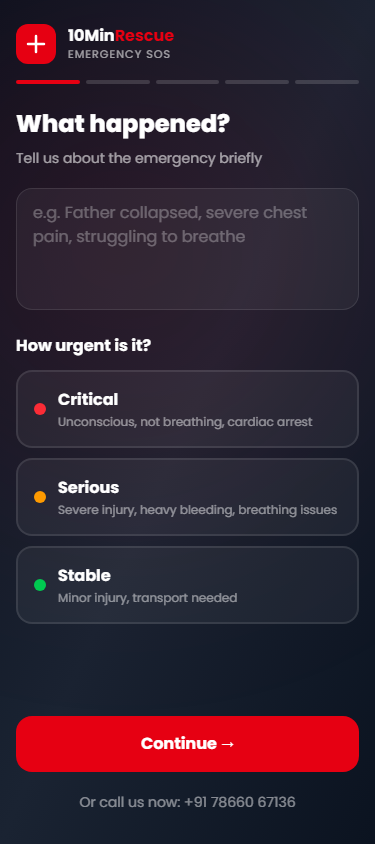 10MinRescue
EMERGENCY SOS
What happened?
Tell us about the emergency briefly
e.g. Father collapsed, severe chest
pain, struggling to breathe
How urgent is it?
Critical
Unconscious, not breathing, cardiac arrest
Serious
Severe injury, heavy bleeding, breathing issues
Stable
Minor injury, transport needed
Continue →
Or call us now: +91 78660 67136